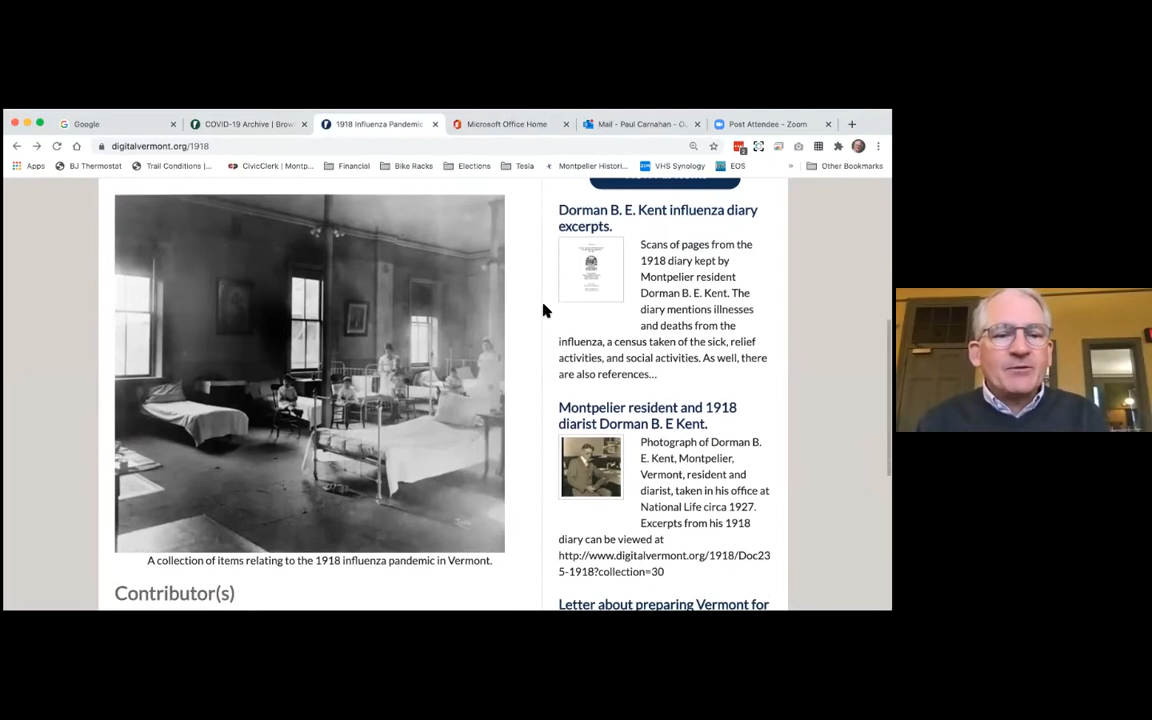 Google
COVID-19 Archive | Brow
1918 Influenza Pandemic
Microsoft Office Home
Mail - Paul Carnahan - Ou
Post Attendee - Zoom
digitalvermont.org/1918
Apps
BJ Thermostat
Trail Conditions |...
CivicClerk | Montp...
Financial
Bike Racks
Elections
Tesla
Montpelier Histori...
VHS Synology
EOS
Other Bookmarks
Dorman B. E. Kent influenza diary
excerpts.
Scans of pages from the
1918 diary kept by
Montpelier resident
Dorman B. E. Kent. The
diary mentions illnesses
and deaths from the
influenza, a census taken of the sick, relief
activities, and social activities. As well, there
are also references...
Montpelier resident and 1918
diarist Dorman B. E Kent.
Photograph of Dorman B.
E. Kent, Montpelier,
Vermont, resident and
diarist, taken in his office at
National Life circa 1927.
Excerpts from his 1918
diary can be viewed at
http://www.digitalvermont.org/1918/Doc23
5-1918?collection=30
Letter about preparing Vermont for
A collection of items relating to the 1918 influenza pandemic in Vermont.
Contributor(s)